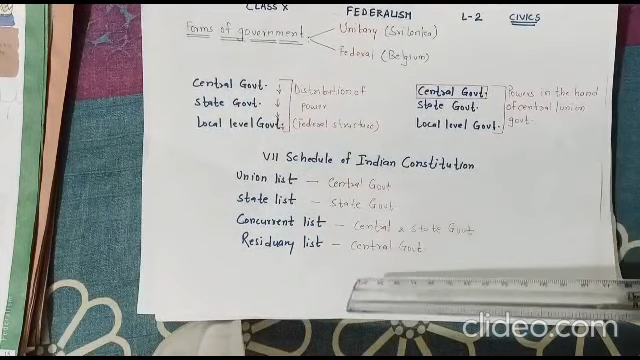 CLASS X FEDERALISM L-2 CIVICS
Forms of government
Unitary (Sri lanka)
Federal (Belgium)
Central Govt.
State Govt.
Local level Govt.
Distribution of
power
(Federal structure)
Central Govt.
State Govt.
Local level Govt.
Powers in the hand
of central/union
govt.
VII Schedule of Indian Constitution
Union list — Central Govt
State list — State Govt
Concurrent list — Central & State Govt
Residuary list — Central Govt
clideo.com